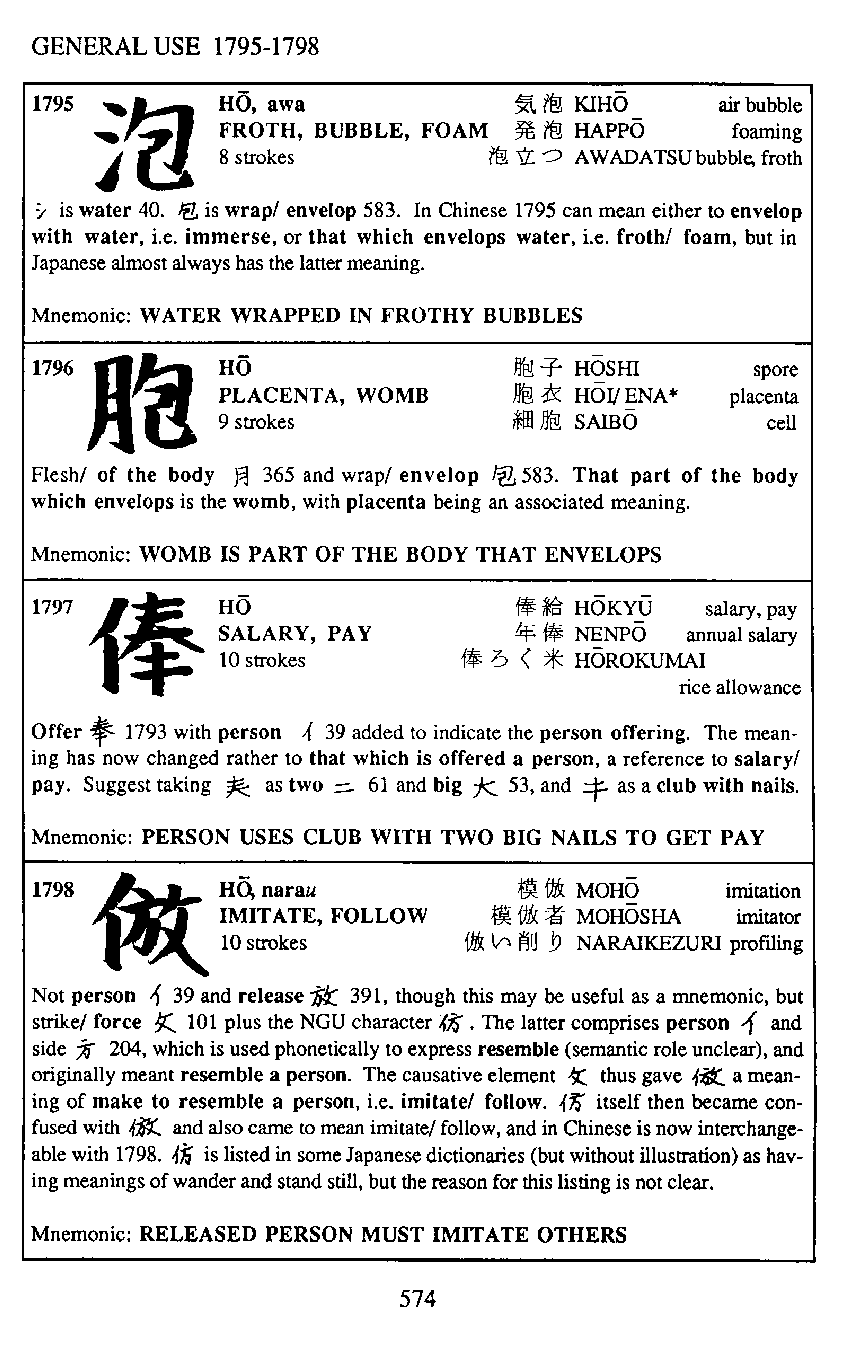 GENERAL USE 1795-1798
1795 泡 HŌ, awa 気泡 KIHŌ air bubble
FROTH, BUBBLE, FOAM 発泡 HAPPŌ foaming
8 strokes 泡立つ AWADATSU bubble, froth
氵 is water 40. 包 is wrap/ envelop 583. In Chinese 1795 can mean either to envelop
with water, i.e. immerse, or that which envelops water, i.e. froth/ foam, but in
Japanese almost always has the latter meaning.
Mnemonic: WATER WRAPPED IN FROTHY BUBBLES
1796 胞 HŌ 胞子 HŌSHI spore
PLACENTA, WOMB 胞衣 HŌI/ ENA* placenta
9 strokes 細胞 SAIBŌ cell
Flesh/ of the body 月 365 and wrap/ envelop 包 583. That part of the body
which envelops is the womb, with placenta being an associated meaning.
Mnemonic: WOMB IS PART OF THE BODY THAT ENVELOPS
1797 俸 HŌ 俸給 HŌKYŪ salary, pay
SALARY, PAY 年俸 NENPŌ annual salary
10 strokes 俸ろく米 HŌROKUMAI
rice allowance
Offer 奉 1793 with person 亻 39 added to indicate the person offering. The mean-
ing has now changed rather to that which is offered a person, a reference to salary/
pay. Suggest taking 𡗗 as two 二 61 and big 大 53, and キ as a club with nails.
Mnemonic: PERSON USES CLUB WITH TWO BIG NAILS TO GET PAY
1798 倣 HŌ, narau 模倣 MOHŌ imitation
IMITATE, FOLLOW 模倣者 MOHŌSHA imitator
10 strokes 倣い削り NARAIKEZURI profiling
Not person 亻 39 and release 放 391, though this may be useful as a mnemonic, but
strike/ force 攵 101 plus the NGU character 仿. The latter comprises person 亻 and
side 方 204, which is used phonetically to express resemble (semantic role unclear), and
originally meant resemble a person. The causative element 攵 thus gave 倣 a mean-
ing of make to resemble a person, i.e. imitate/ follow. 仿 itself then became con-
fused with 倣 and also came to mean imitate/ follow, and in Chinese is now interchange-
able with 1798. 仿 is listed in some Japanese dictionaries (but without illustration) as hav-
ing meanings of wander and stand still, but the reason for this listing is not clear.
Mnemonic: RELEASED PERSON MUST IMITATE OTHERS
574